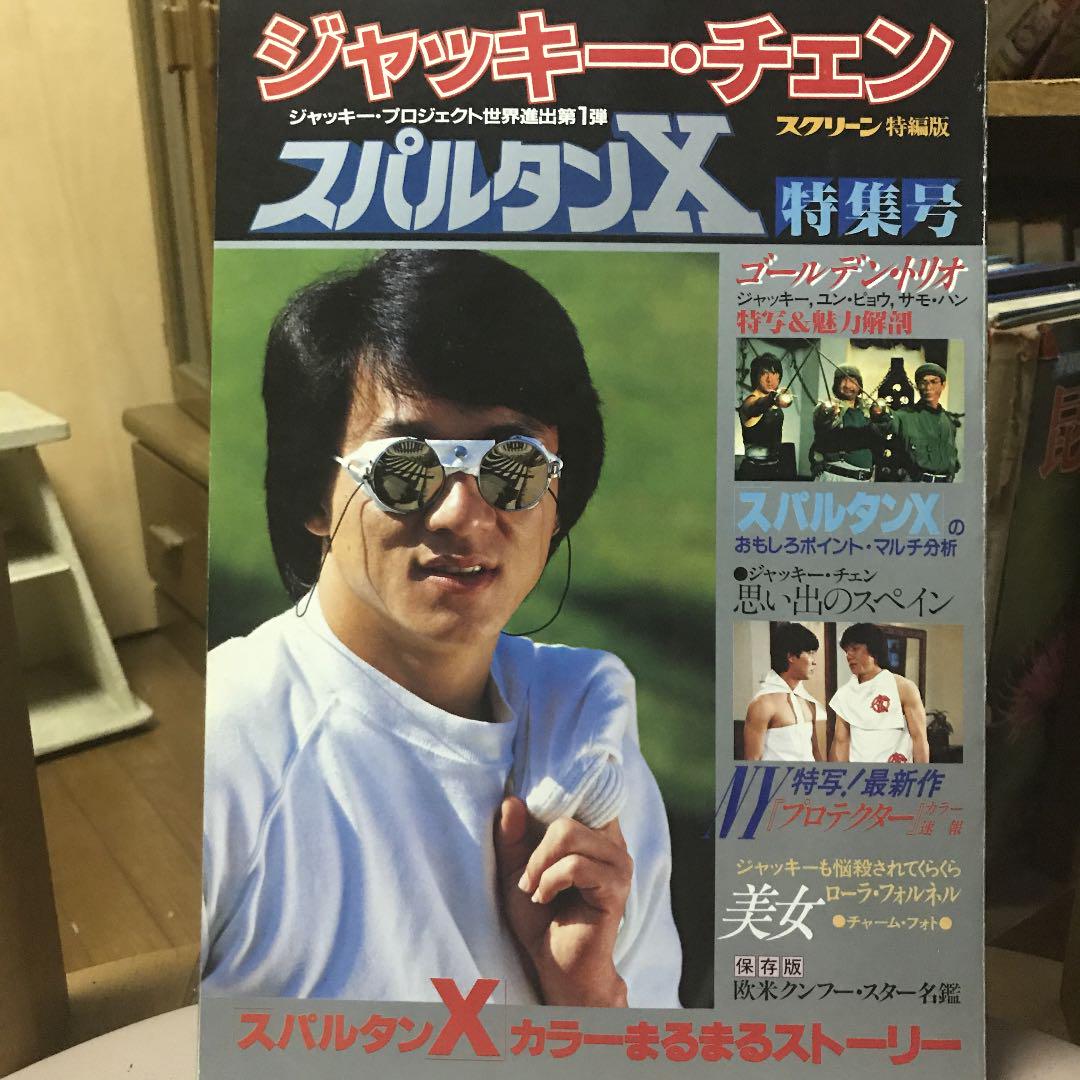 ジャッキー・チェン
ジャッキー・プロジェクト世界進出第1弾
スクリーン特編版
スパルタンX
特集号
ゴールデン・トリオ
ジャッキー,ユン・ピョウ,サモ・ハン
特写&魅力解剖
「スパルタンX」の
おもしろポイント・マルチ分析
●ジャッキー・チェン
思い出のスペイン
NY特写!最新作
『プロテクター』カラー速報
ジャッキーも悩殺されてくらくら
美女ローラ・フォルネル
●チャーム・フォト●
保存版
欧米クンフー・スター名鑑
「スパルタンX」カラーまるまるストーリー
昆